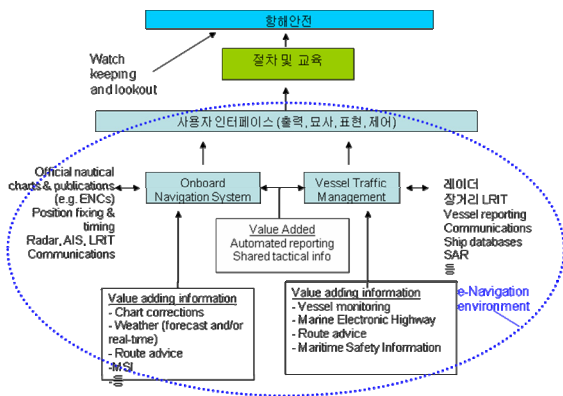 항해안전
Watch
keeping
and lookout
절차 및 교육
사용자 인터페이스 (출력, 묘사, 표현, 제어)
Official nautical
charts & publications
(e.g. ENCs)
Position fixing &
timing
Radar, AIS, LRIT
Communications
Onboard
Navigation System
Vessel Traffic
Management
레이더
장거리 LRIT
Vessel reporting
Communications
Ship databases
SAR
등
Value Added
Automated reporting
Shared tactical info
Value adding information
- Chart corrections
- Weather (forecast and/or
real-time)
- Route advice
-MSI
- 등
Value adding information
- Vessel monitoring
- Marine Electronic Highway
- Route advice
- Maritime Safety Information
e-Navigation
environment